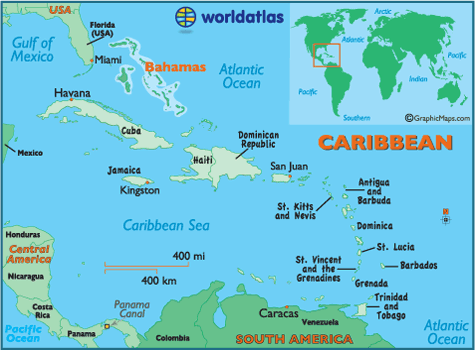 USA
worldatlas
Arctic
Atlantic
Pacific
Indian
Pacific
Southern
©GraphicMaps.com
Florida
(USA)
Gulf of
Mexico
Miami
Bahamas
Atlantic
Ocean
Havana
CARIBBEAN
Cuba
Dominican
Republic
Mexico
Haiti
San Juan
Jamaica
Kingston
Antigua
and
Barbuda
St. Kitts
and Nevis
Caribbean Sea
Dominica
Honduras
St. Lucia
Central
America
400 mi
St. Vincent
and the
Grenadines
Barbados
Nicaragua
400 km
Grenada
Costa
Rica
Panama
Canal
Trinidad
and
Tobago
Caracas
Pacific
Ocean
Panama
Venezuela
Atlantic
Ocean
Colombia
SOUTH AMERICA